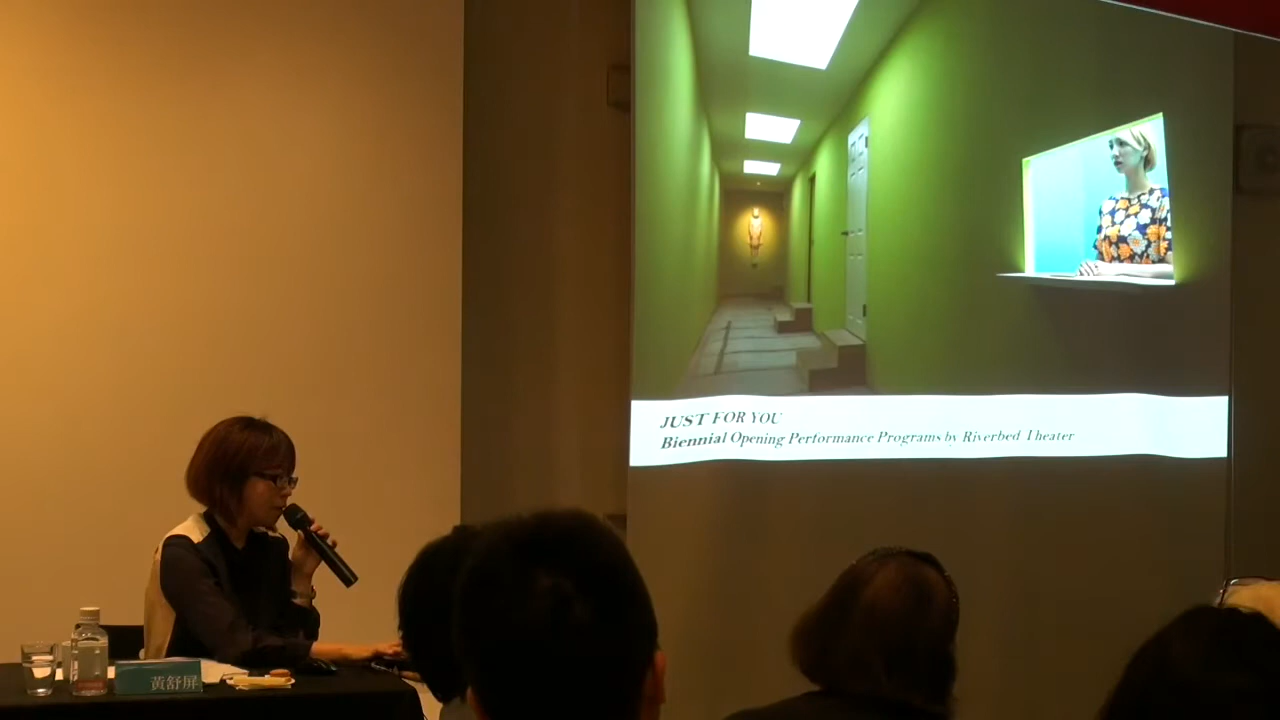 JUST FOR YOU
Biennial Opening Performance Programs by Riverbed Theater
黃舒屏